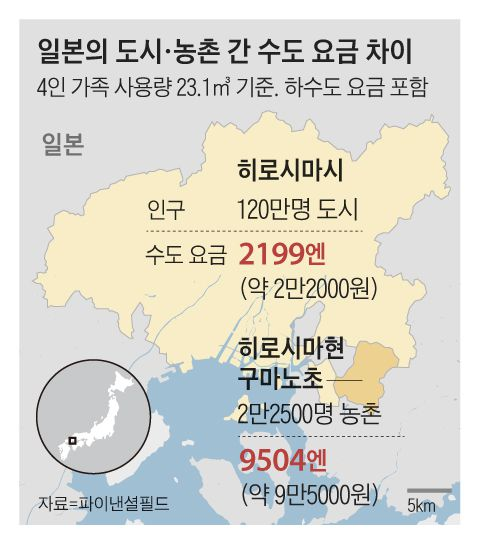 일본의 도시·농촌 간 수도 요금 차이
4인 가족 사용량 23.1㎥ 기준. 하수도 요금 포함
일본
히로시마시
인구 120만명 도시
수도 요금 2199엔
(약 2만2000원)
히로시마현
구마노초
2만2500명 농촌
9504엔
(약 9만5000원)
자료=파이낸셜필드
5km